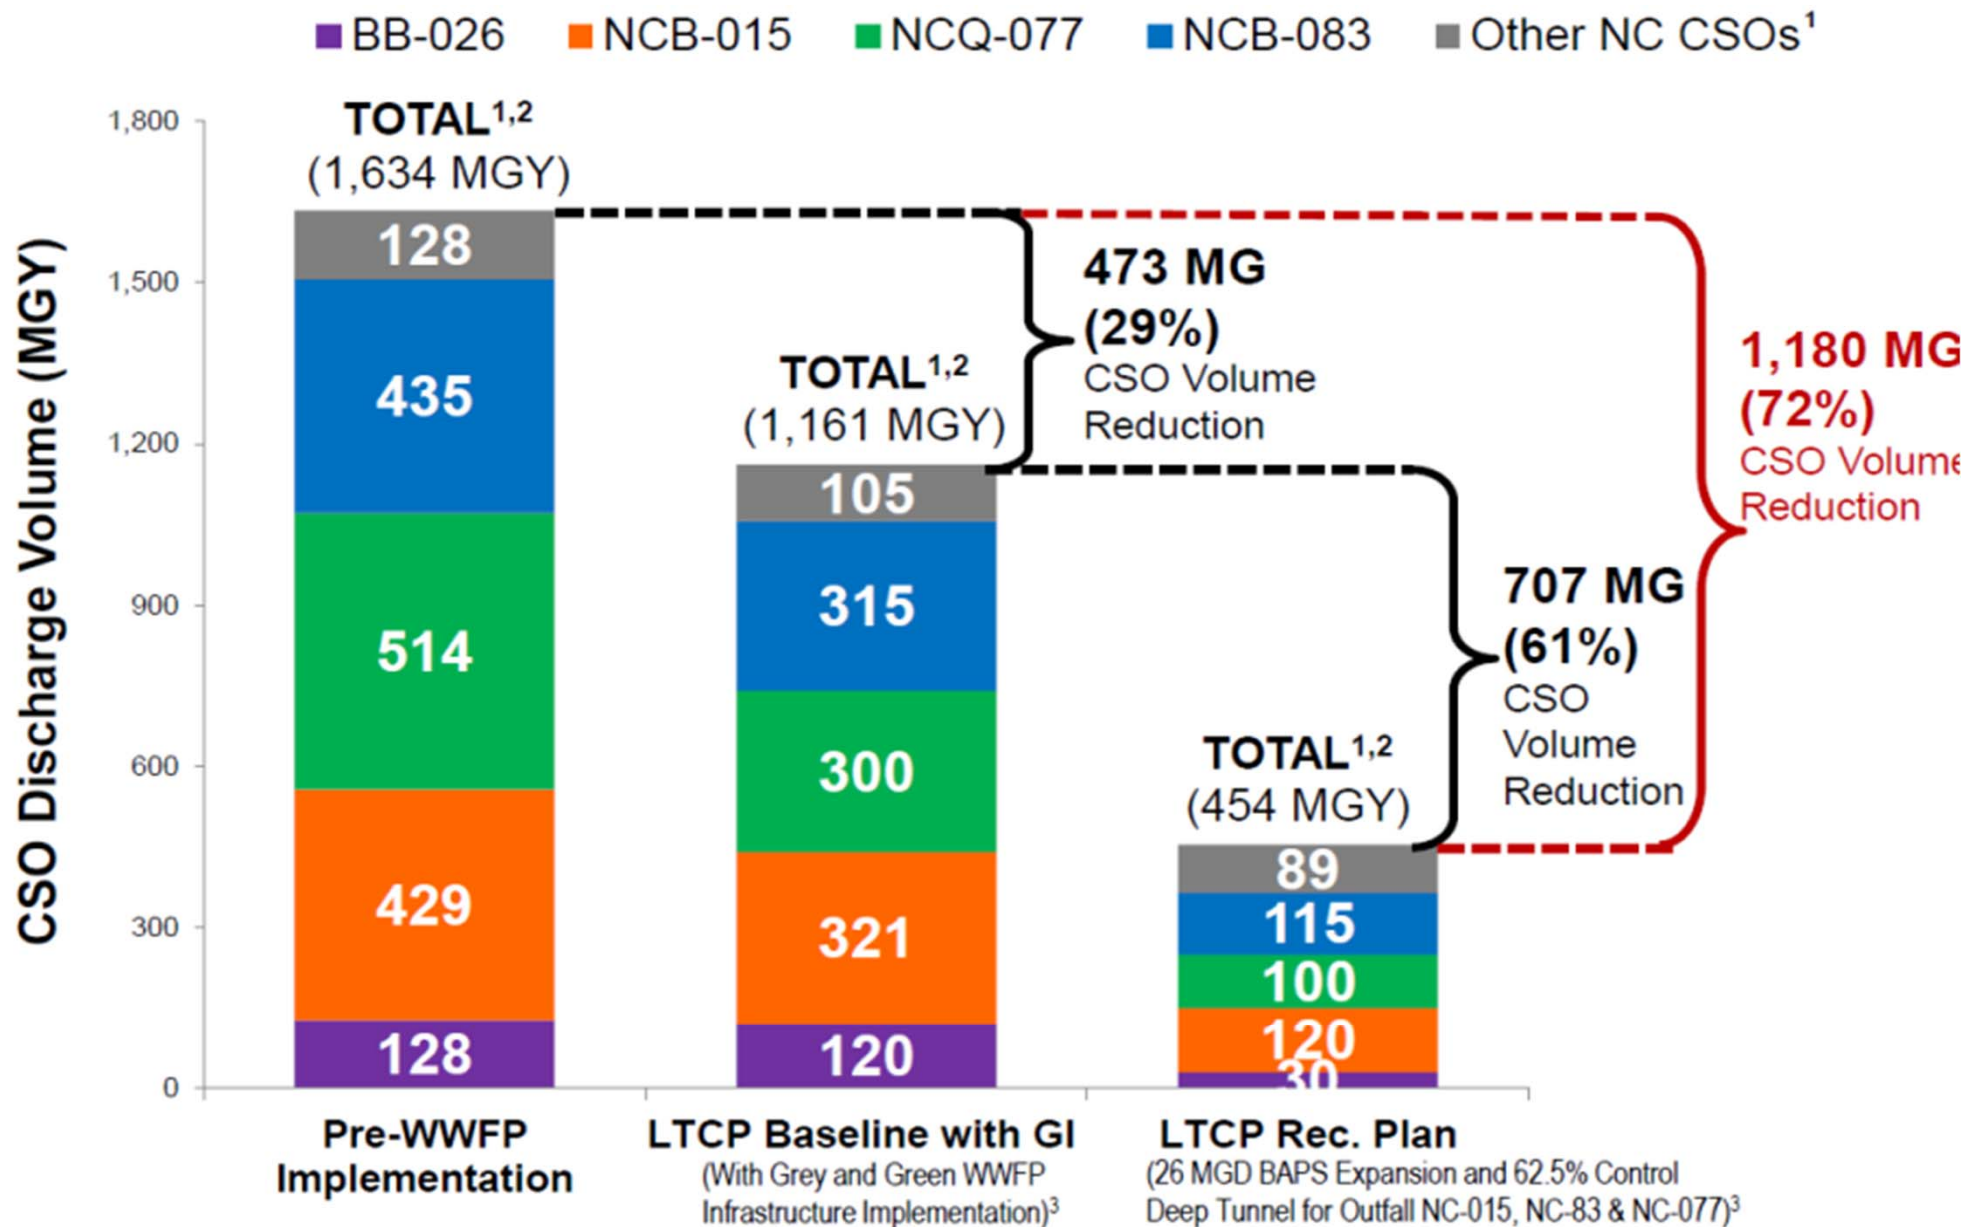 BB-026 NCB-015 NCQ-077 NCB-083 Other NC CSOs¹
CSO Discharge Volume (MGY)
1,800
1,500
1,200
900
600
300
0
TOTAL¹,²
(1,634 MGY)
128
435
514
429
128
TOTAL¹,²
(1,161 MGY)
105
315
300
321
120
TOTAL¹,²
(454 MGY)
89
115
100
120
30
473 MG
(29%)
CSO Volume
Reduction
707 MG
(61%)
CSO
Volume
Reduction
1,180 MG
(72%)
CSO Volume
Reduction
Pre-WWFP
Implementation
LTCP Baseline with GI
(With Grey and Green WWFP
Infrastructure Implementation)³
LTCP Rec. Plan
(26 MGD BAPS Expansion and 62.5% Control
Deep Tunnel for Outfall NC-015, NC-83 & NC-077)³